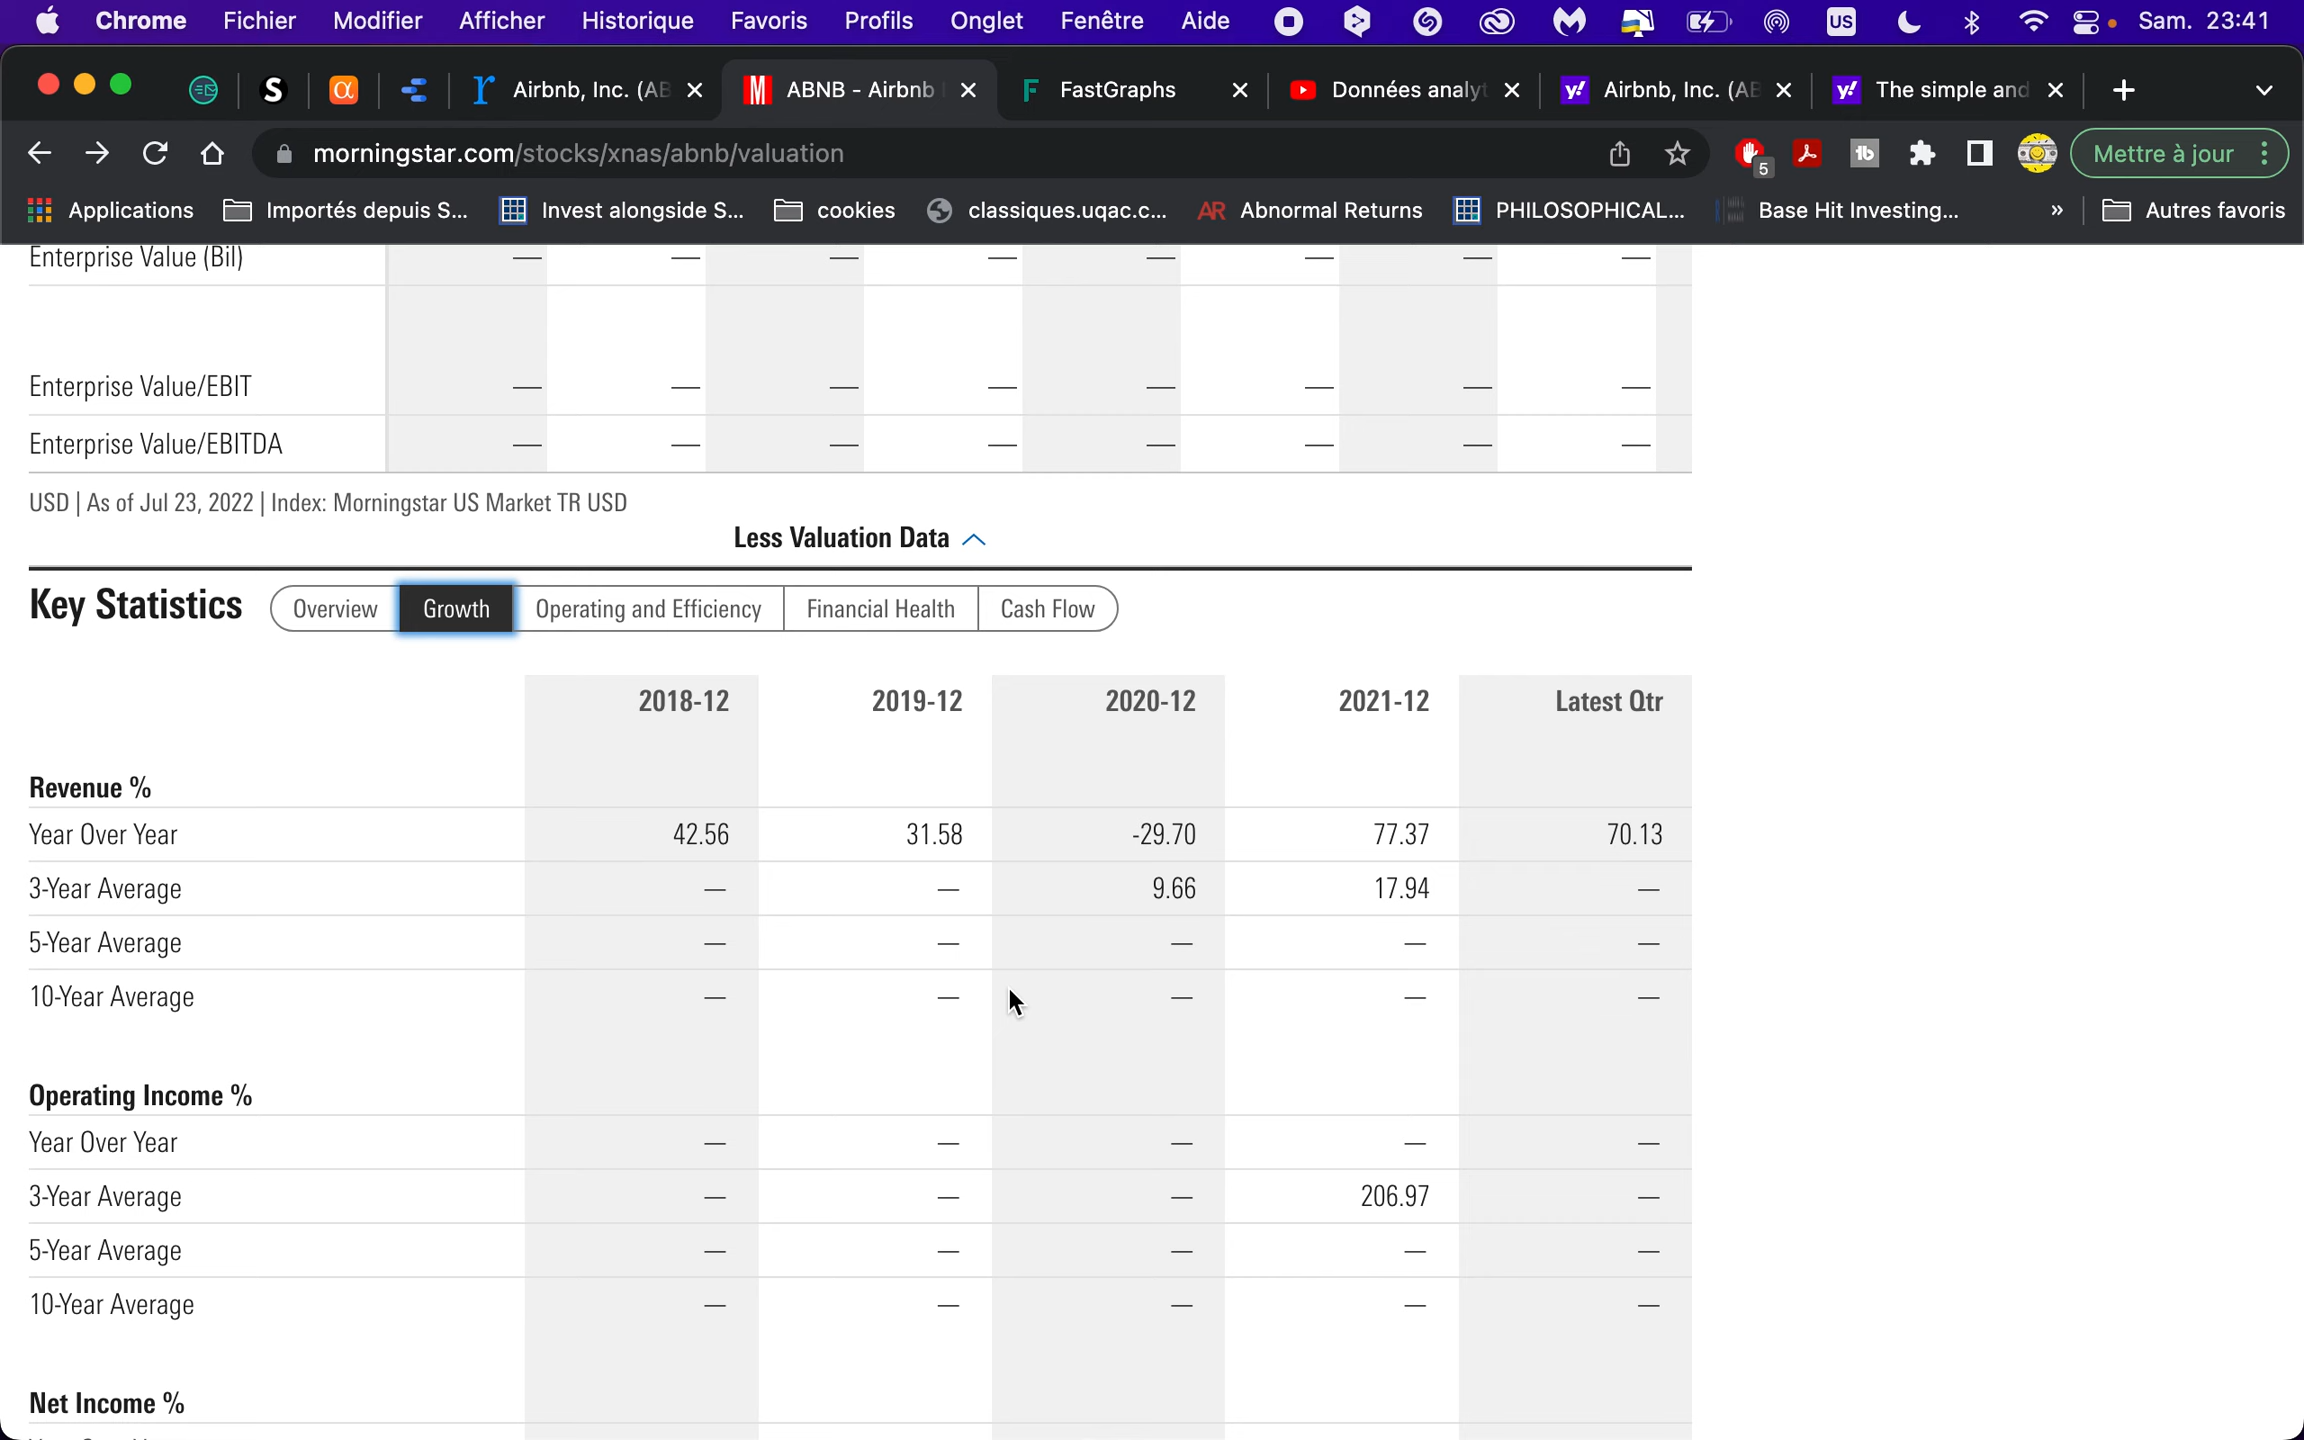 Chrome Fichier Modifier Afficher Historique Favoris Profils Onglet Fenêtre Aide US Sam. 23:41
S α Airbnb, Inc. (AB ABNB - Airbnb FastGraphs Données analyt y! Airbnb, Inc. (AB y! The simple and
morningstar.com/stocks/xnas/abnb/valuation 5 tb Mettre à jour
Applications Importés depuis S... Invest alongside S... cookies classiques.uqac.c... AR Abnormal Returns PHILOSOPHICAL... Base Hit Investing... » Autres favoris
Enterprise Value (Bil) — — — — — — — —
Enterprise Value/EBIT — — — — — — — —
Enterprise Value/EBITDA — — — — — — — —
USD | As of Jul 23, 2022 | Index: Morningstar US Market TR USD
Less Valuation Data
Key Statistics Overview Growth Operating and Efficiency Financial Health Cash Flow
2018-12 2019-12 2020-12 2021-12 Latest Qtr
Revenue %
Year Over Year 42.56 31.58 -29.70 77.37 70.13
3-Year Average — — 9.66 17.94 —
5-Year Average — — — — —
10-Year Average — — — — —
Operating Income %
Year Over Year — — — — —
3-Year Average — — — 206.97 —
5-Year Average — — — — —
10-Year Average — — — — —
Net Income %